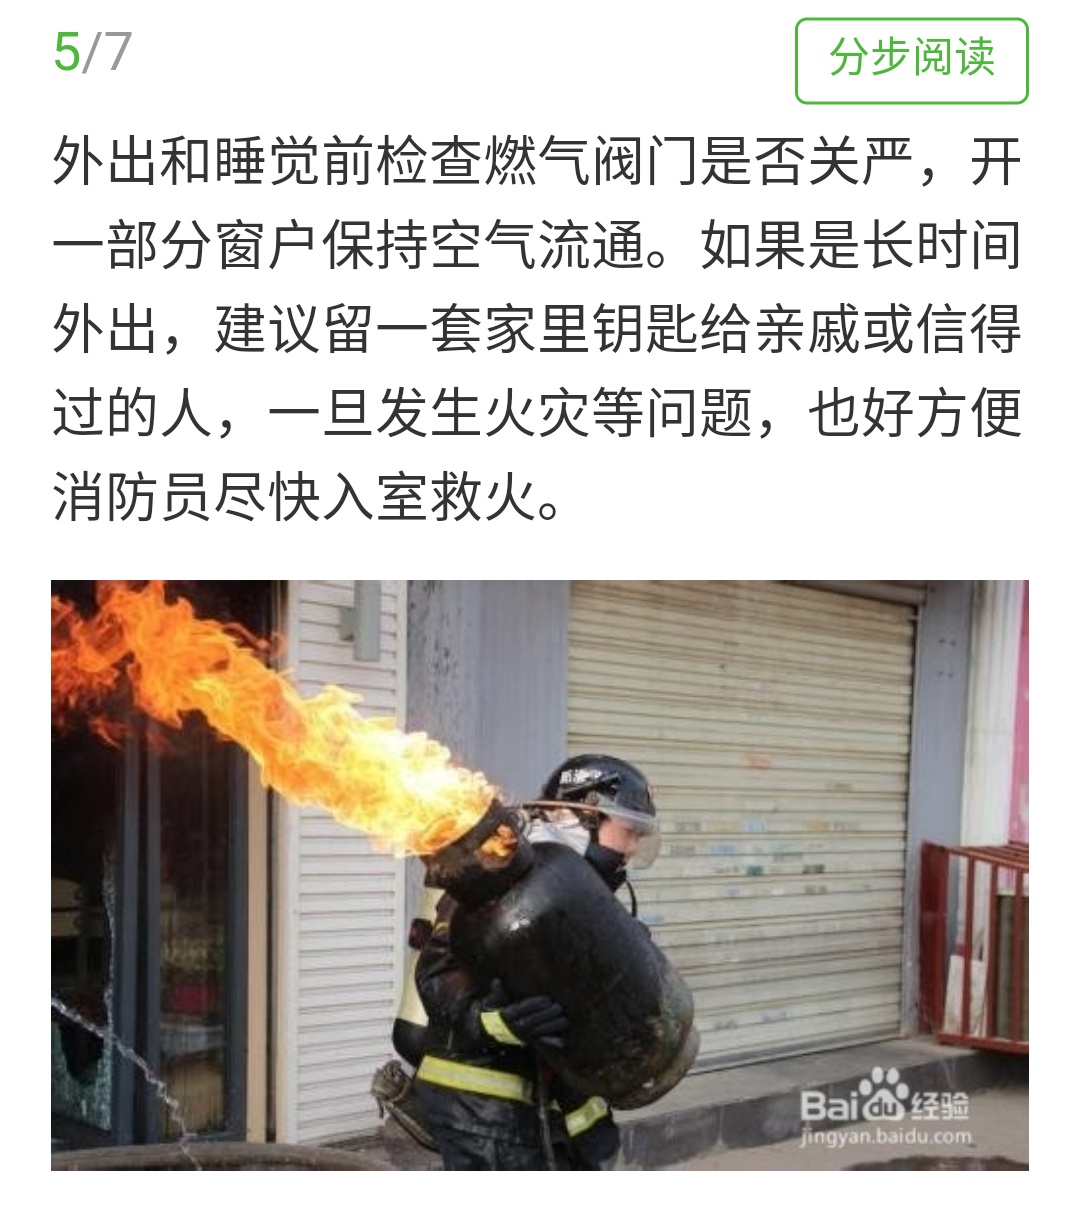 5/7
分步阅读
外出和睡觉前检查燃气阀门是否关严，开
一部分窗户保持空气流通。如果是长时间
外出，建议留一套家里钥匙给亲戚或信得
过的人，一旦发生火灾等问题，也好方便
消防员尽快入室救火。
Baidu经验
jingyan.baidu.com